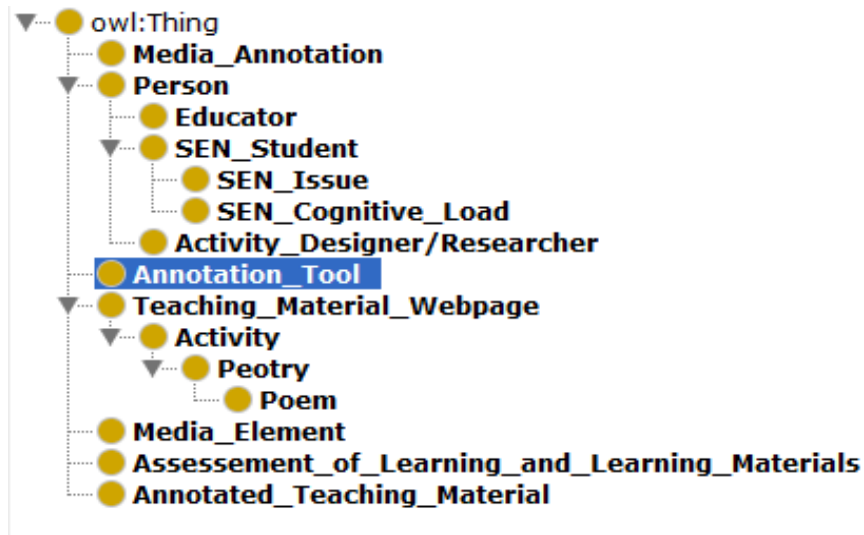 owl:Thing
Media_Annotation
Person
Educator
SEN_Student
SEN_Issue
SEN_Cognitive_Load
Activity_Designer/Researcher
Annotation_Tool
Teaching_Material_Webpage
Activity
Peotry
Poem
Media_Element
Assessement_of_Learning_and_Learning_Materials
Annotated_Teaching_Material